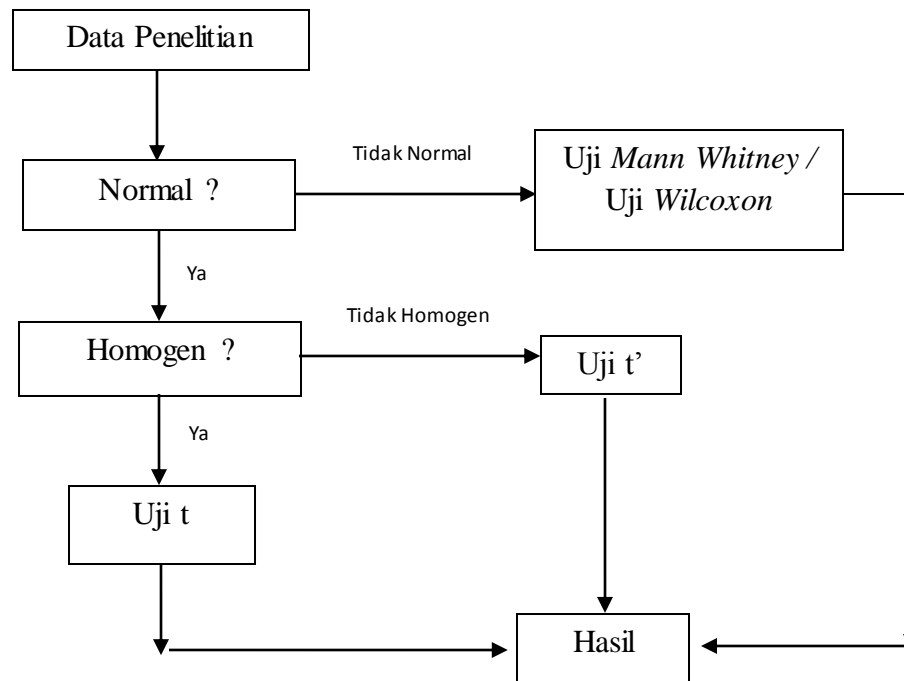 Data Penelitian
Tidak Normal
Uji Mann Whitney /
Uji Wilcoxon
Normal ?
Ya
Tidak Homogen
Homogen ?
Uji t’
Ya
Uji t
Hasil